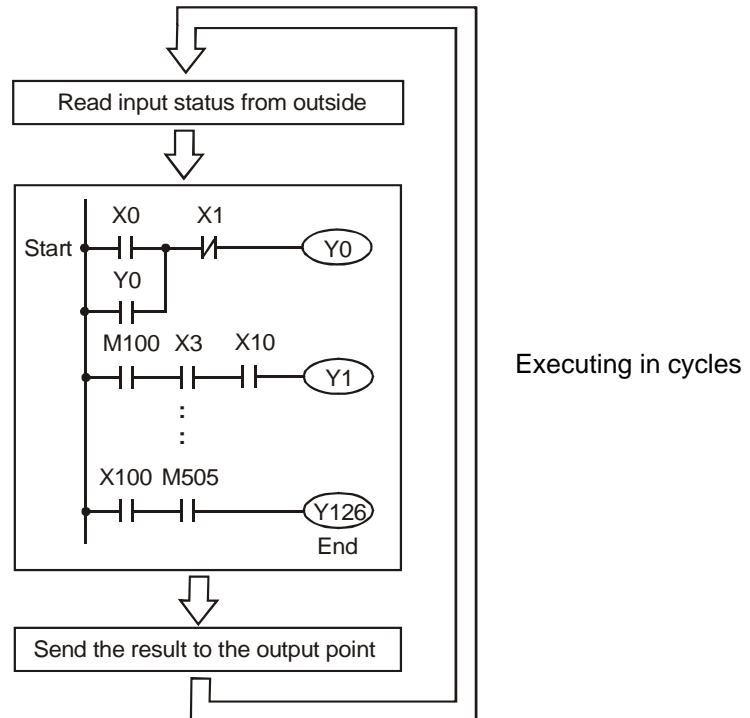 Read input status from outside
X0 X1
Start Y0
Y0
M100 X3 X10
Y1
:
:
X100 M505
Y126
End
Send the result to the output point
Executing in cycles